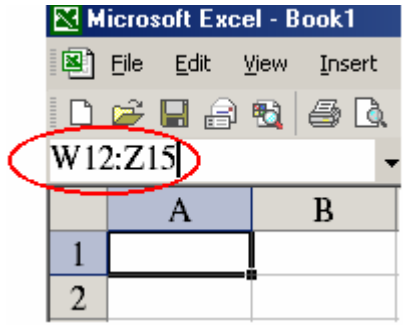 Microsoft Excel - Book1
File Edit View Insert
W12:Z15
A B
1
2